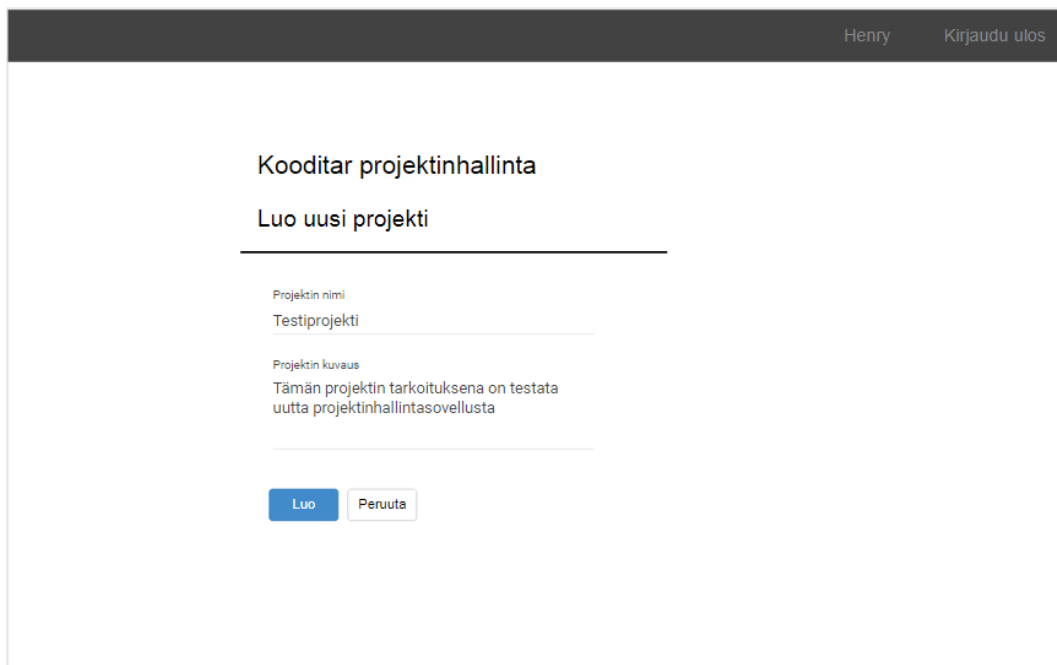 Henry Kirjaudu ulos
Kooditar projektinhallinta
Luo uusi projekti
Projektin nimi
Testiprojekti
Projektin kuvaus
Tämän projektin tarkoituksena on testata
uutta projektinhallintasovellusta
Luo Peruuta